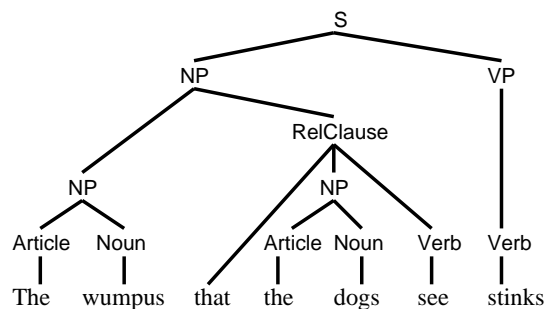 S
NP VP
RelClause
NP NP
Article Noun Article Noun Verb Verb
The wumpus that the dogs see stinks